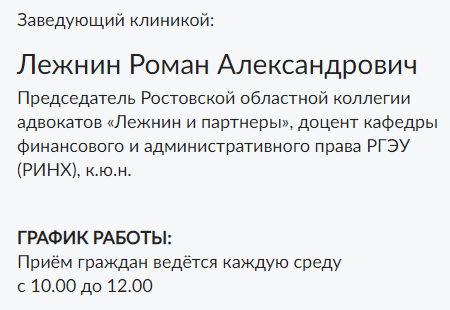 Заведующий клиникой:
Лежнин Роман Александрович
Председатель Ростовской областной коллегии
адвокатов «Лежнин и партнеры», доцент кафедры
финансового и административного права РГЭУ
(РИНХ), к.ю.н.
ГРАФИК РАБОТЫ:
Приём граждан ведётся каждую среду
с 10.00 до 12.00